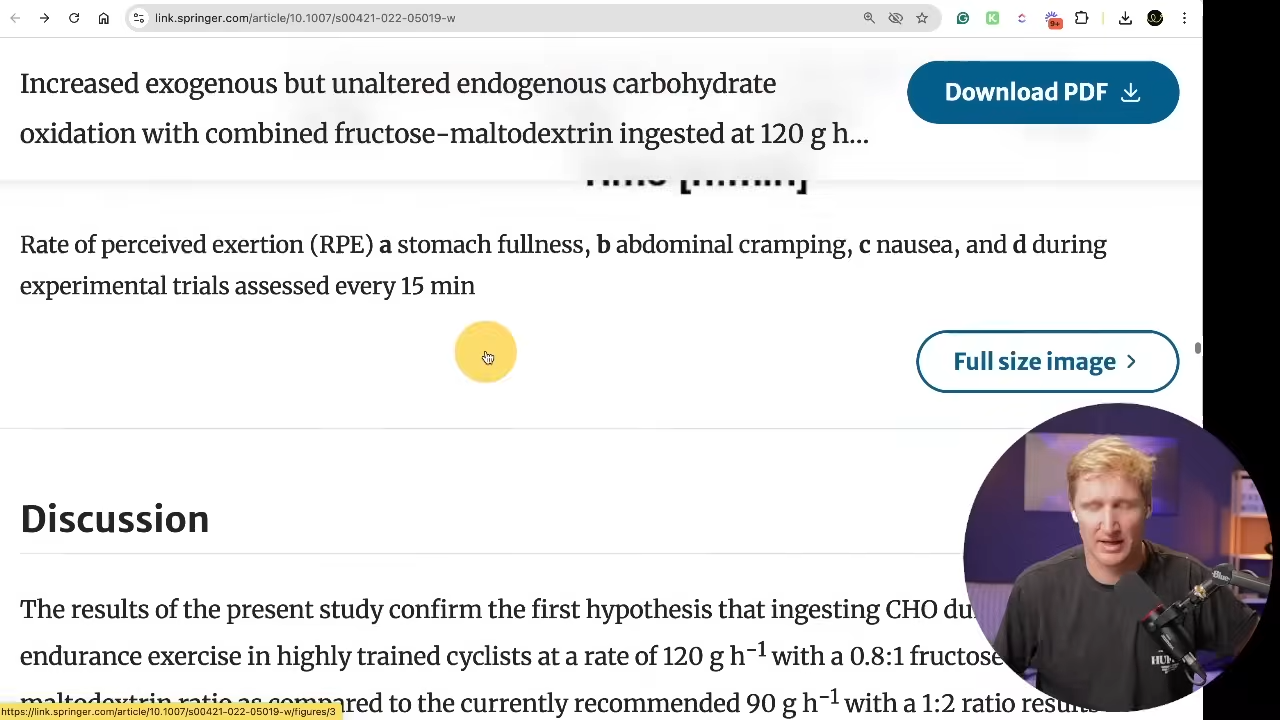 link.springer.com/article/10.1007/s00421-022-05019-w
9+
Increased exogenous but unaltered endogenous carbohydrate
oxidation with combined fructose-maltodextrin ingested at 120 g h...
Download PDF
Rate of perceived exertion (RPE) a stomach fullness, b abdominal cramping, c nausea, and d during
experimental trials assessed every 15 min
Full size image
Discussion
The results of the present study confirm the first hypothesis that ingesting CHO
endurance exercise in highly trained cyclists at a rate of 120 g h⁻¹ with a 0.8:1
maltodextrin ratio as compared to the currently recommended 90 g h⁻¹ with a 1:2 ratio
https://link.springer.com/article/10.1007/s00421-022-05019-w/figures/3
Blue